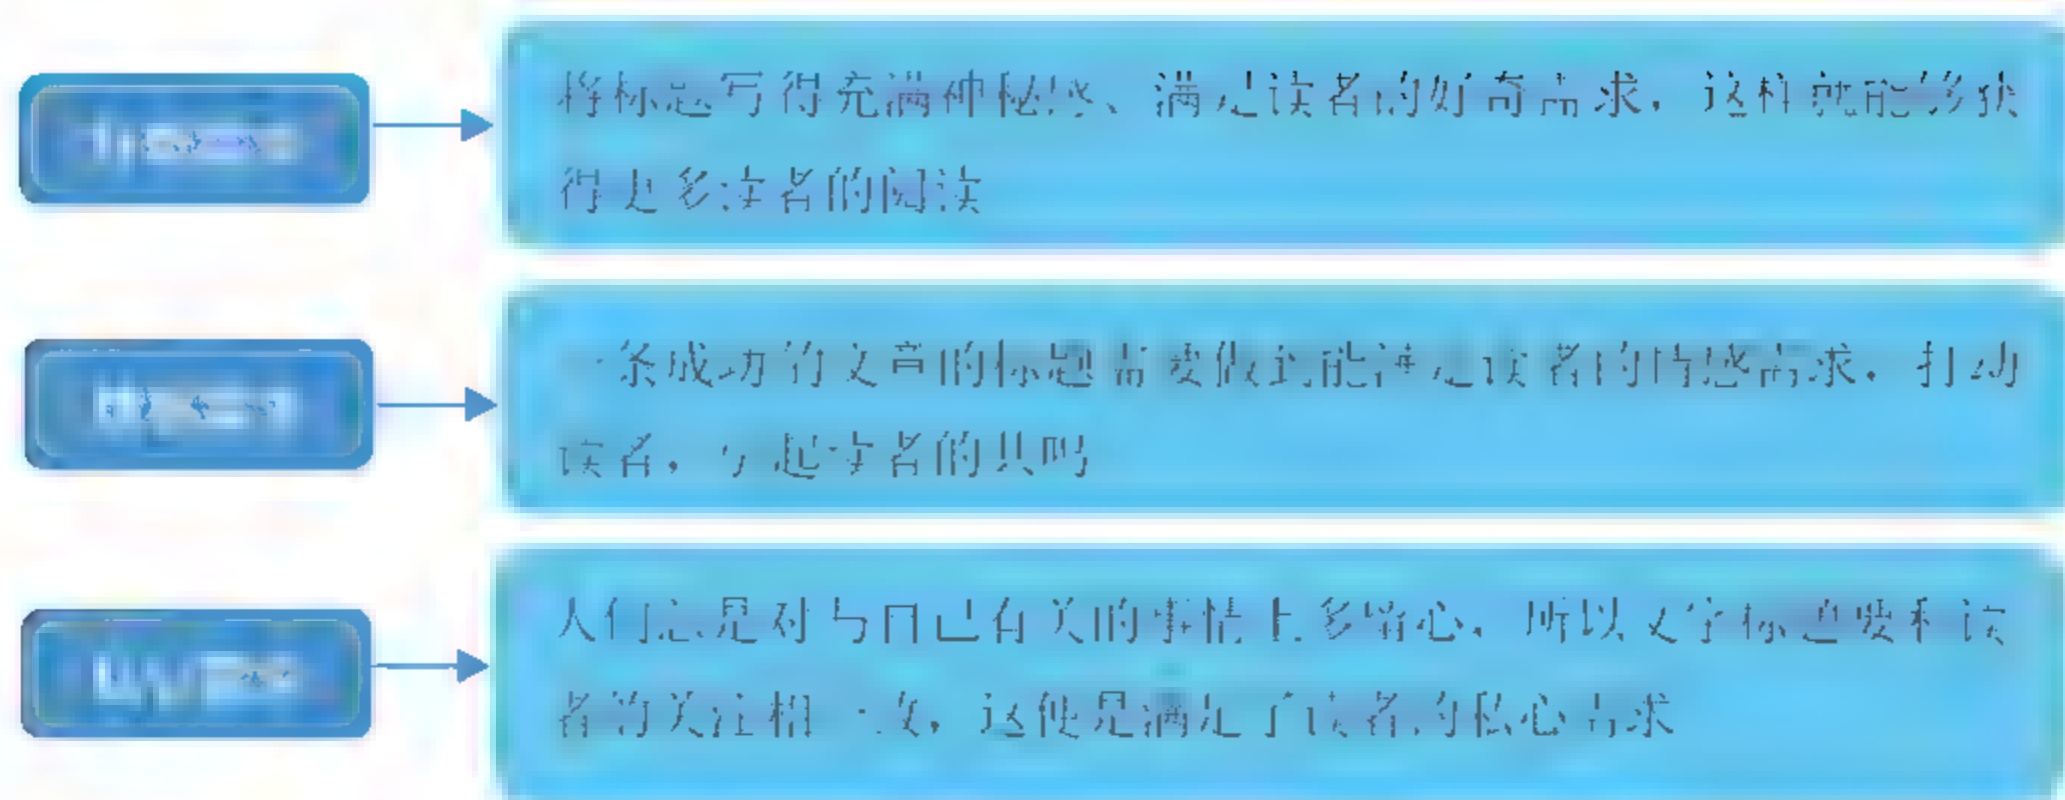 将标题写得充满神秘感、满足读者的好奇需求，这样就能够获
得更多读者的阅读
一条成功的文章的标题需要做到能满足读者的情感需求，打动
读者，引起读者的共鸣
人们总是对与自己有关的事情上多留心，所以文字标题要和读
者的关注相一致，这便是满足了读者的私心需求